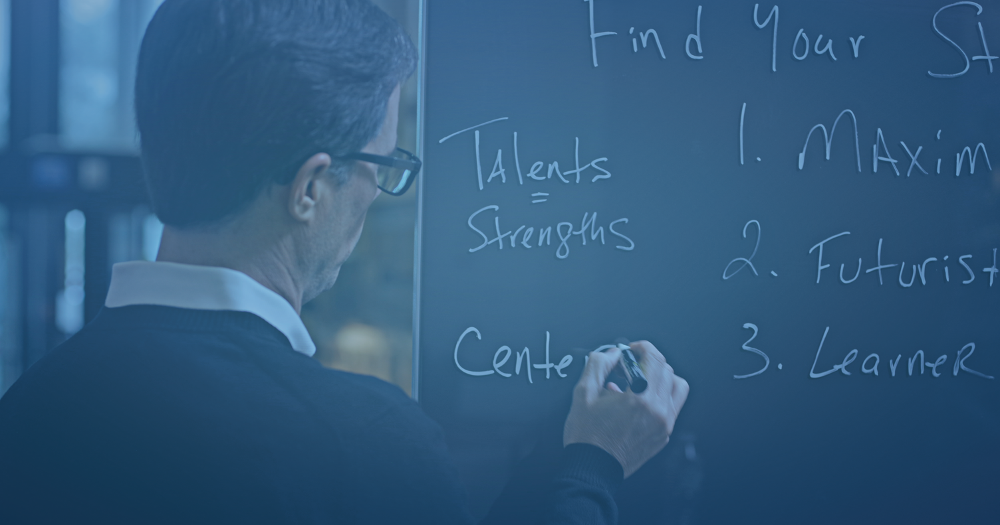 Find Your St
Talents
=
Strengths
Cente
1. Maxim
2. Futurist
3. Learner